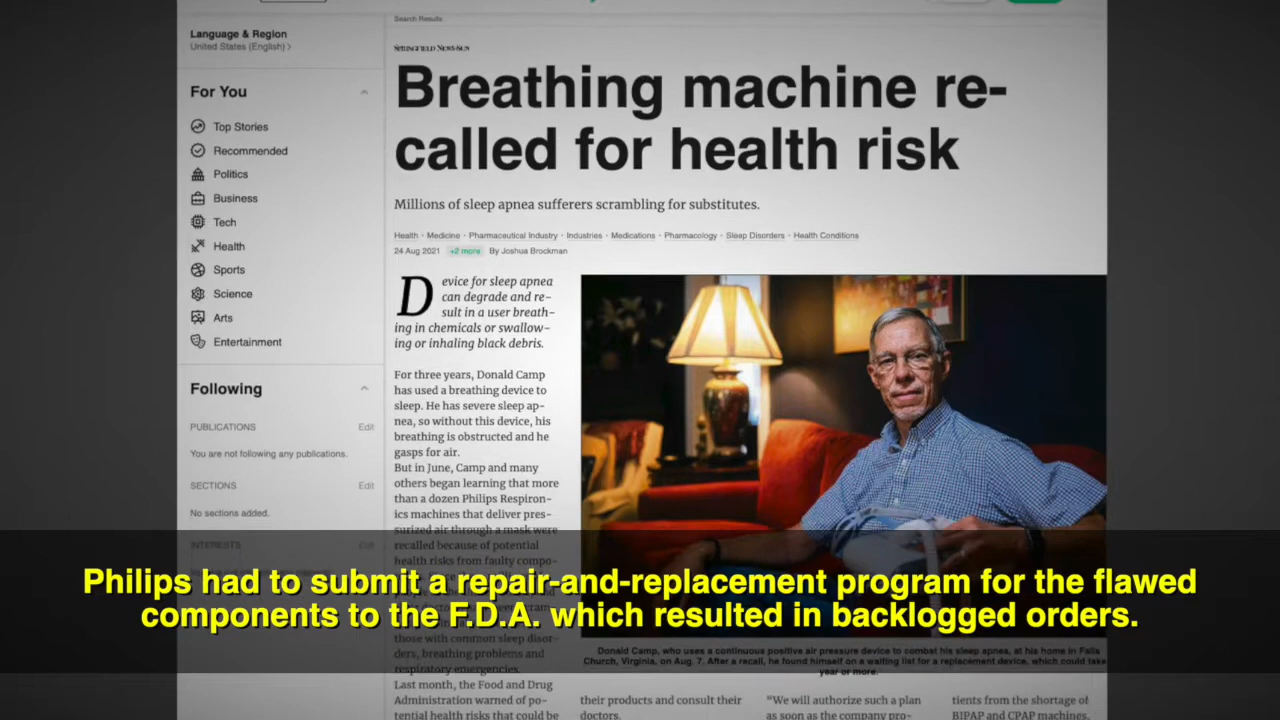 Search Results
Language & Region
United States (English) >
For You
Top Stories
Recommended
Politics
Business
Tech
Health
Sports
Science
Arts
Entertainment
Following
PUBLICATIONS Edit
You are not following any publications.
SECTIONS Edit
No sections added.
INTERESTS Edit
SPRINGFIELD NEWS-SUN
Breathing machine re-
called for health risk
Millions of sleep apnea sufferers scrambling for substitutes.
Health · Medicine · Pharmaceutical Industry · Industries · Medications · Pharmacology · Sleep Disorders · Health Conditions
24 Aug 2021 +2 more By Joshua Brockman
Device for sleep apnea
can degrade and re-
sult in a user breath-
ing in chemicals or swallow-
ing or inhaling black debris.
For three years, Donald Camp
has used a breathing device to
sleep. He has severe sleep ap-
nea, so without this device, his
breathing is obstructed and he
gasps for air.
But in June, Camp and many
others began learning that more
than a dozen Philips Respiron-
ics machines that deliver pres-
surized air through a mask were
recalled because of potential
health risks from faulty compo-
those with common sleep disor-
ders, breathing problems and
respiratory emergencies.
Last month, the Food and Drug
Administration warned of po-
tential health risks that could be
Donald Camp, who uses a continuous positive air pressure device to combat his sleep apnea, at his home in Falls
Church, Virginia, on Aug. 7. After a recall, he found himself on a waiting list for a replacement device, which could take
year or more.
their products and consult their
doctors.
"We will authorize such a plan
as soon as the company pro-
tients from the shortage of
BIPAP and CPAP machines.
Philips had to submit a repair-and-replacement program for the flawed
components to the F.D.A. which resulted in backlogged orders.